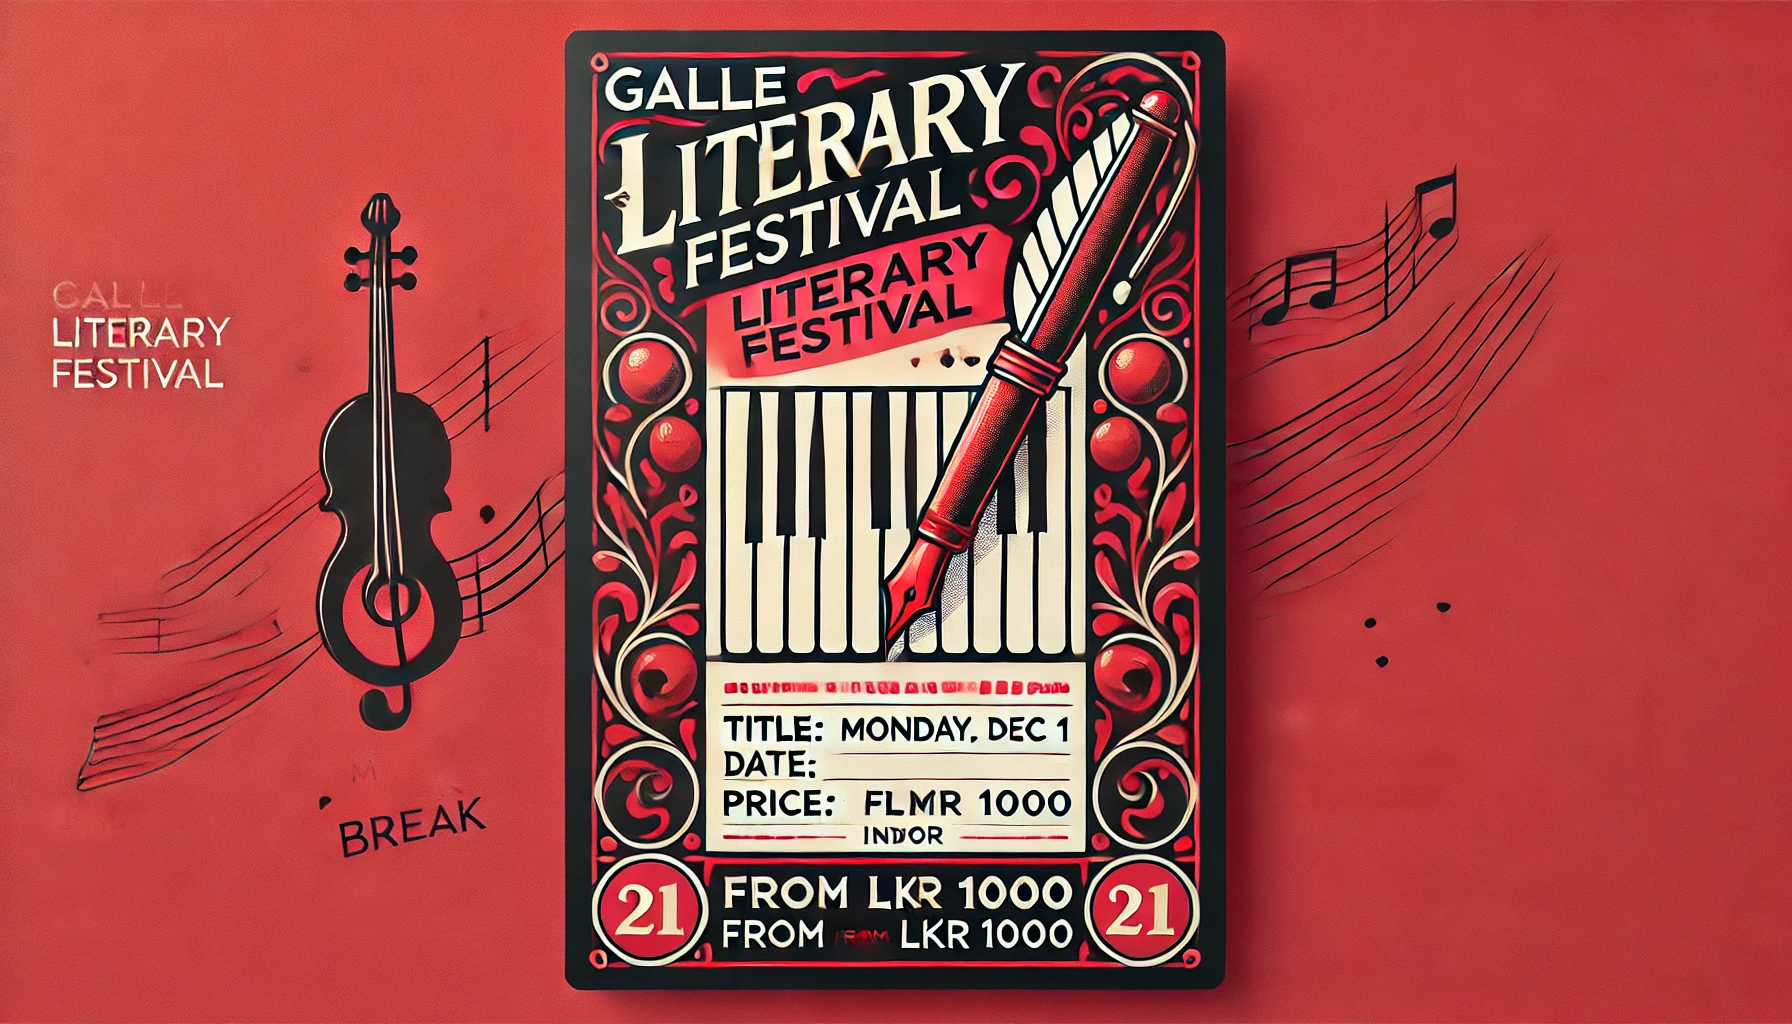 GALLE
LITERARY
FESTIVAL
LITERARY
FESTIVAL
GALLE
LITERARY
FESTIVAL
BREAK
TITLE: MONDAY, DEC 1
DATE:
PRICE: FLMR 1000
INDOR
21 FROM LKR 1000 21
FROM LKR 1000